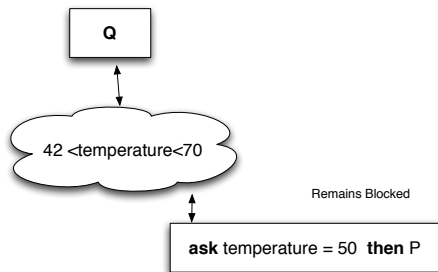 Q
42 <temperature<70
Remains Blocked
ask temperature = 50 then P